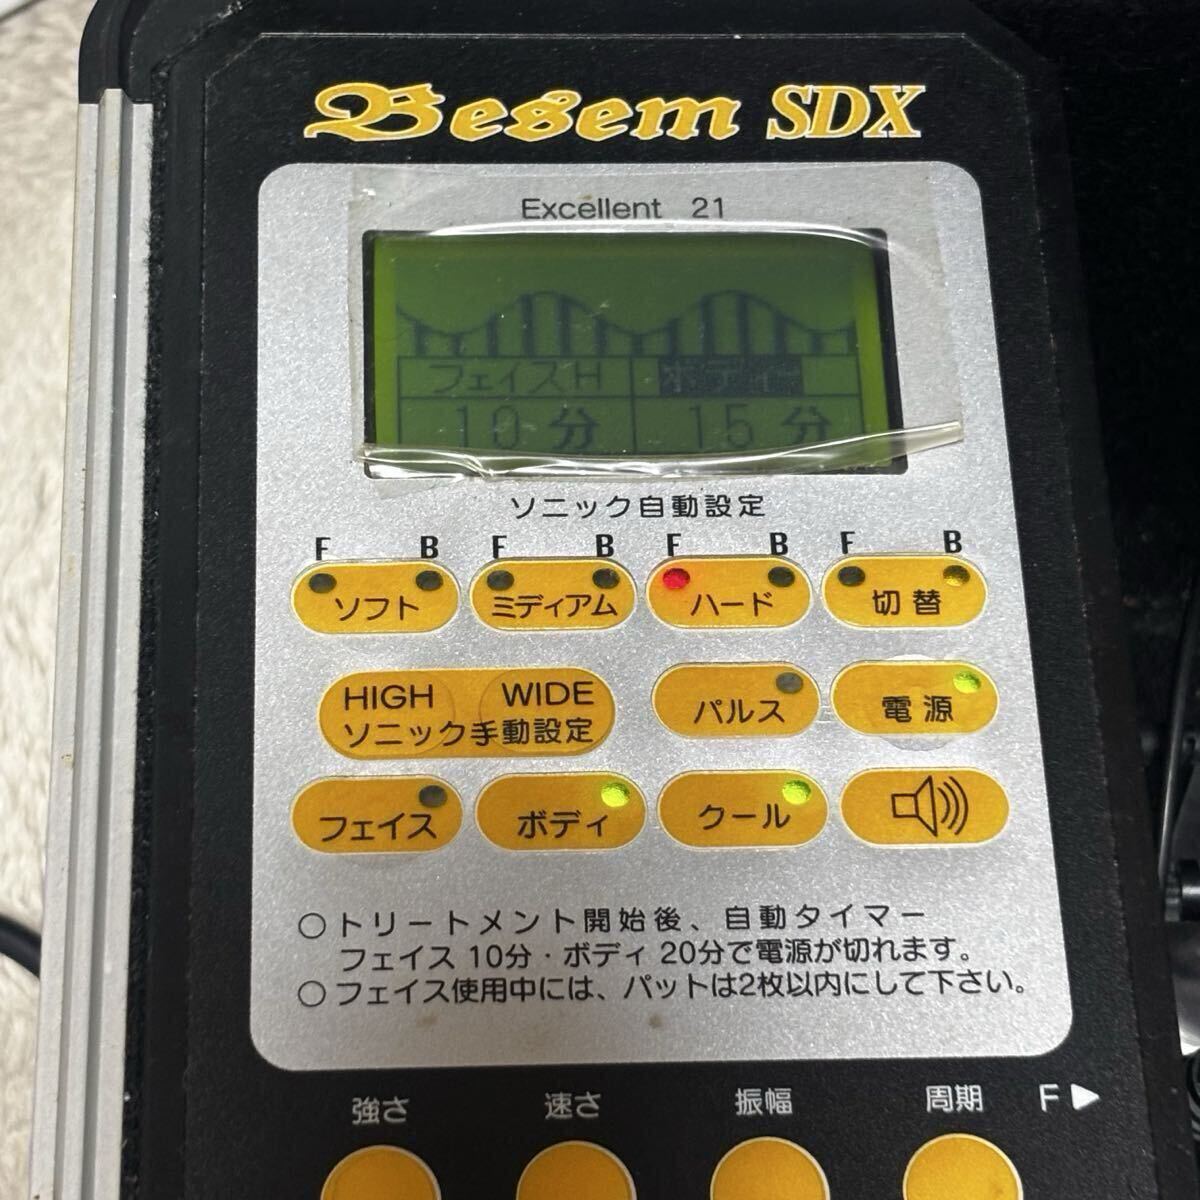 Besem SDX
Excellent 21
フェイスH ボディー
10分 15分
ソニック自動設定
F B F B F B F B
ソフト ミディアム ハード 切替
HIGH WIDE パルス 電源
ソニック手動設定
フェイス ボディ クール
○トリートメント開始後、自動タイマー
フェイス10分・ボディ20分で電源が切れます。
○フェイス使用中には、パットは2枚以内にして下さい。
強さ 速さ 振幅 周期 F▶